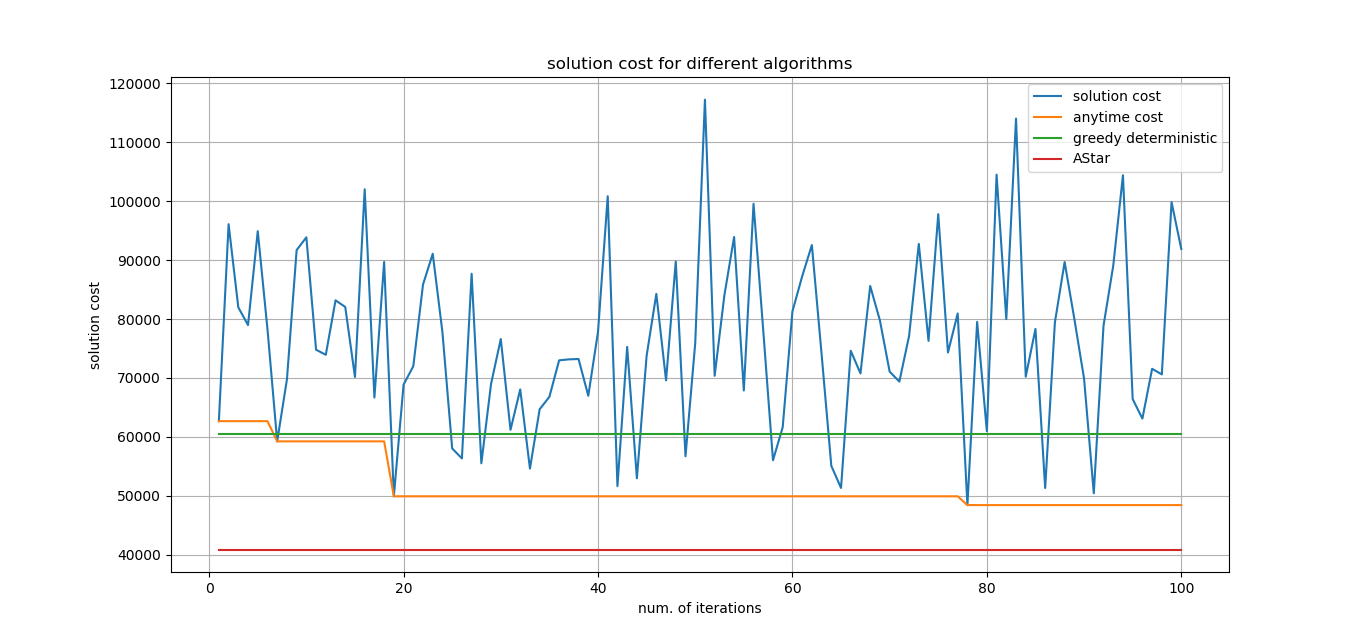 solution cost for different algorithms
120000
110000
100000
90000
80000
70000
60000
50000
40000
solution cost
solution cost
anytime cost
greedy deterministic
AStar
0 20 40 60 80 100
num. of iterations